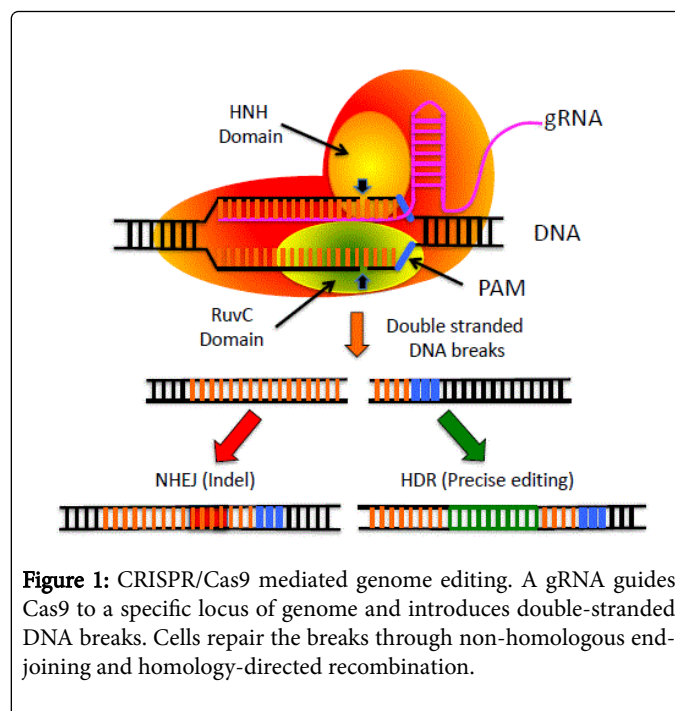 HNH
Domain
gRNA
DNA
PAM
RuvC
Domain
Double stranded
DNA breaks
NHEJ (Indel)
HDR (Precise editing)
Figure 1: CRISPR/Cas9 mediated genome editing. A gRNA guides
Cas9 to a specific locus of genome and introduces double-stranded
DNA breaks. Cells repair the breaks through non-homologous end-
joining and homology-directed recombination.